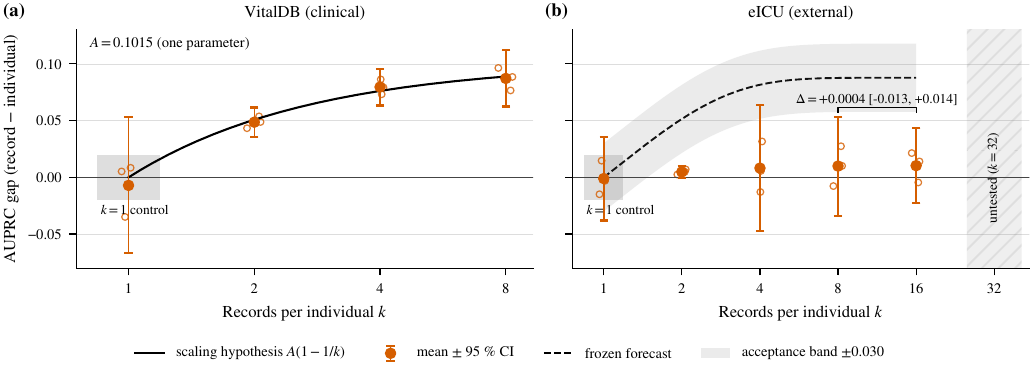 (a)
VitalDB (clinical)
A = 0.1015 (one parameter)
AUPRC gap (record − individual)
0.10
0.05
0.00
−0.05
k = 1 control
1
2
4
8
Records per individual k
(b)
eICU (external)
Δ = +0.0004 [-0.013, +0.014]
k = 1 control
untested (k = 32)
1
2
4
8
16
32
Records per individual k
scaling hypothesis A(1 − 1/k)
mean ± 95 % CI
frozen forecast
acceptance band ±0.030